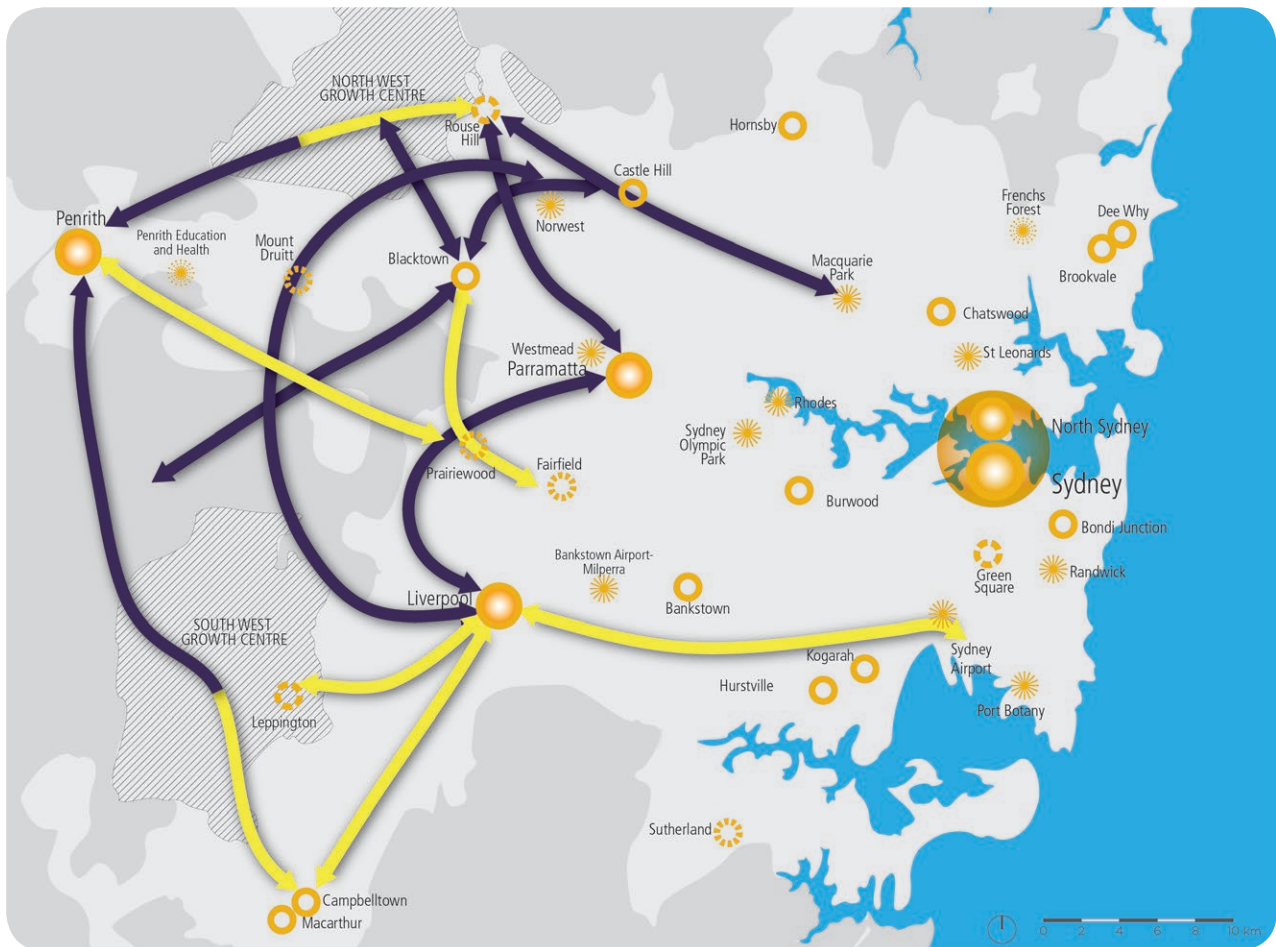 NORTH WEST
GROWTH CENTRE
Rouse
Hill
Hornsby
Castle Hill
Norwest
Frenchs
Forest
Dee Why
Brookvale
Penrith
Penrith Education
and Health
Mount
Druitt
Blacktown
Macquarie
Park
Chatswood
St Leonards
Westmead
Parramatta
Rhodes
Sydney
Olympic
Park
North Sydney
Sydney
Prairiewood
Fairfield
Burwood
Bondi Junction
Bankstown Airport-
Milperra
Bankstown
Green
Square
Randwick
Liverpool
SOUTH WEST
GROWTH CENTRE
Leppington
Kogarah
Hurstville
Sydney
Airport
Port Botany
Sutherland
Campbelltown
Macarthur
0 2 4 6 8 10 km